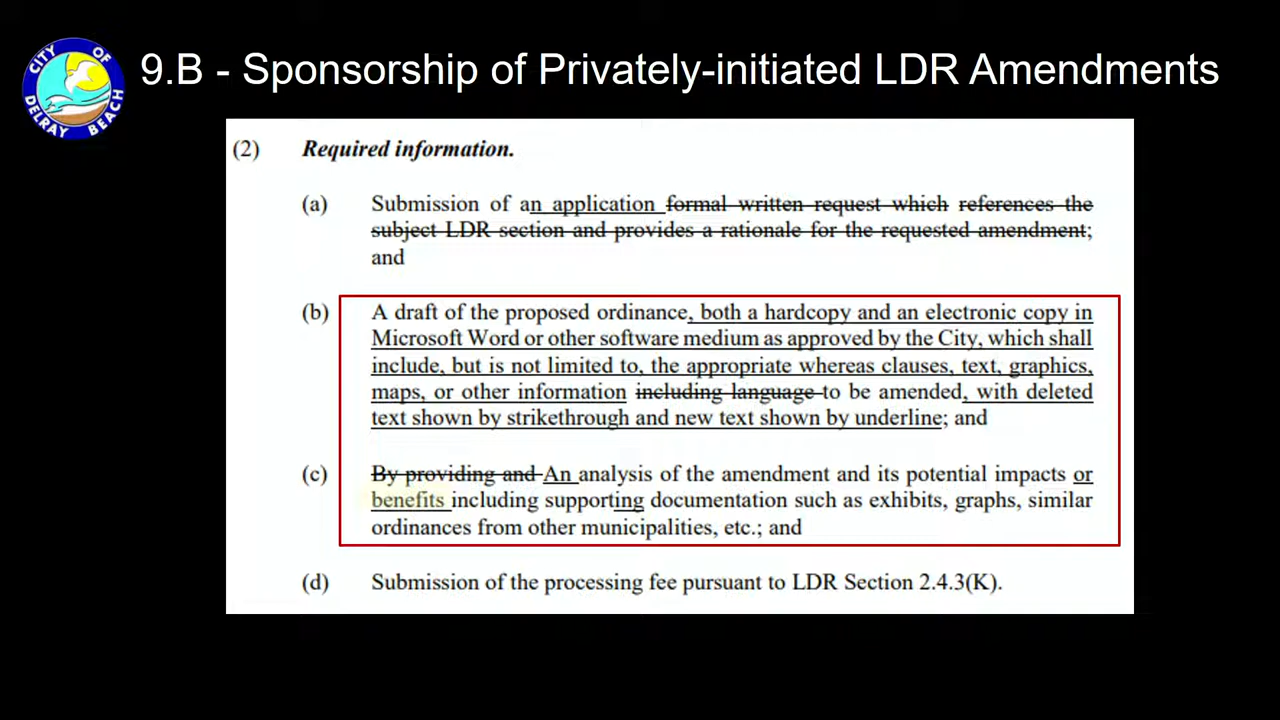 CITY OF DELRAY BEACH
9.B - Sponsorship of Privately-initiated LDR Amendments
(2) Required information.
(a) Submission of an application formal written request which references the
subject LDR section and provides a rationale for the requested amendment;
and
(b) A draft of the proposed ordinance, both a hardcopy and an electronic copy in
Microsoft Word or other software medium as approved by the City, which shall
include, but is not limited to, the appropriate whereas clauses, text, graphics,
maps, or other information including language to be amended, with deleted
text shown by strikethrough and new text shown by underline; and
(c) By providing and An analysis of the amendment and its potential impacts or
benefits including supporting documentation such as exhibits, graphs, similar
ordinances from other municipalities, etc.; and
(d) Submission of the processing fee pursuant to LDR Section 2.4.3(K).